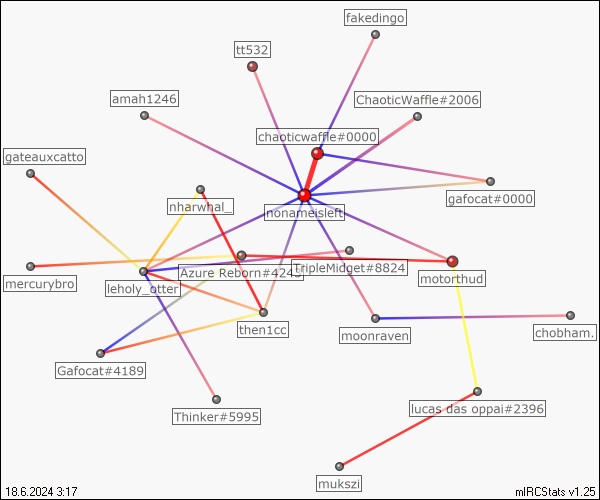 fakedingo
tt532
amah1246
ChaoticWaffle#2006
chaoticwaffle#0000
gateauxcatto
nharwhal_
nonameisleft
gafocat#0000
mercurybro
leholy_otter
Azure Reborn#4243
TripleMidget#8824
motorthud
then1cc
moonraven
chobham.
Gafocat#4189
Thinker#5995
lucas das oppai#2396
mukszi
18.6.2024 3:17
mIRCStats v1.25